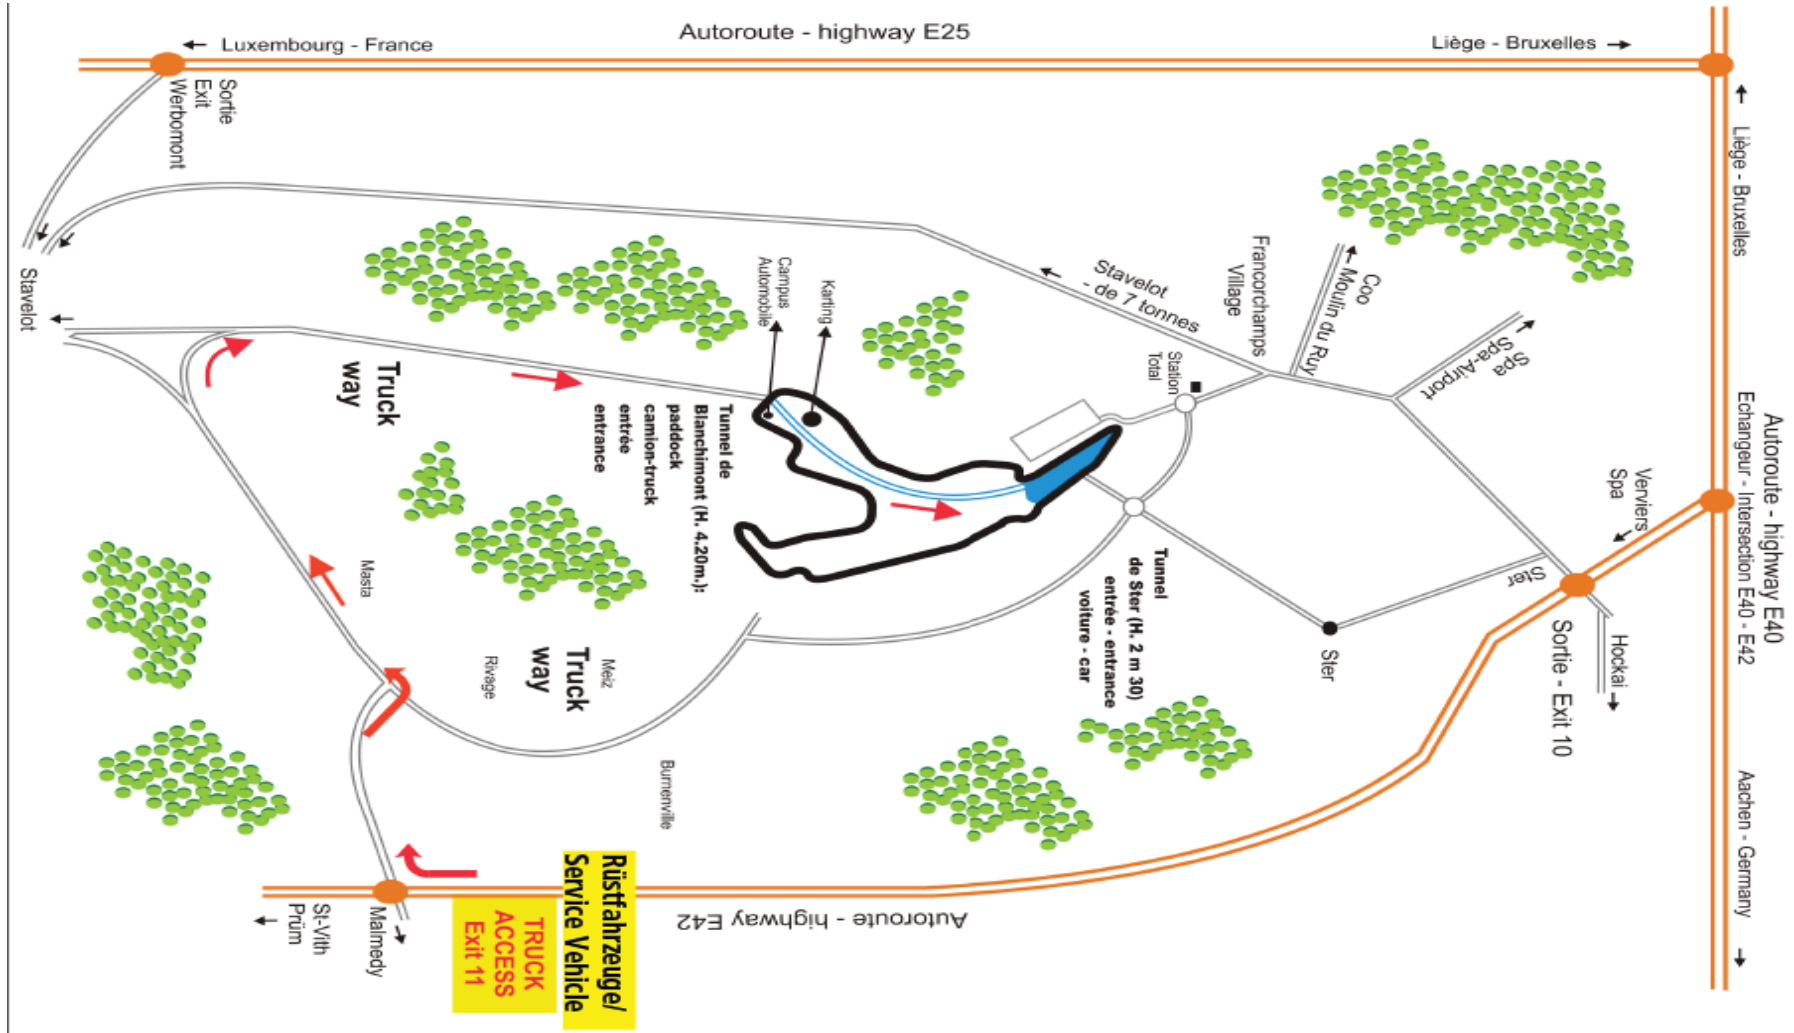 Autoroute - highway E25
← Luxembourg - France
Liège - Bruxelles →
Sortie
Exit
Werbomont
← Liège - Bruxelles
Stavelot
Stavelot
- de 7 tonnes
Francorchamps
Village
Coo
Moulin du Ruy
Spa
Spa-Airport
Station
Total
Campus
Automobile
Karting
Truck
way
Tunnel de
Blanchimont (H. 4.20m.):
paddock
camion-truck
entrée
entrance
Autoroute - highway E40
Echangeur - Intersection E40 - E42
Verviers
Spa
Ster
Hockai
Sortie - Exit 10
Ster
Tunnel
de Ster (H. 2 m 30)
entrée - entrance
voiture - car
Masta
Truck
way
Meiz
Rivage
Burnenville
Aachen - Germany
Rüstfahrzeuge/
Service Vehicle
TRUCK
ACCESS
Exit 11
Autoroute - highway E42
Malmedy
St-Vith
Prüm